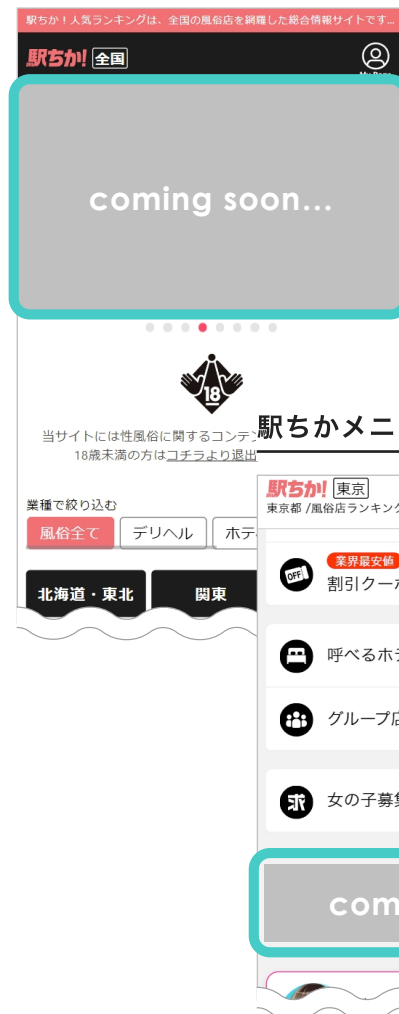 駅ちか！人気ランキングは、全国の風俗店を網羅した総合情報サイトです...
駅ちか! 全国
My Page
coming soon...
18
当サイトには性風俗に関するコンテン
18歳未満の方はコチラより退出
業種で絞り込む
風俗全て デリヘル ホテ
北海道・東北 関東
駅ちかメニ
駅ちか! 東京
東京都 /風俗店ランキング
業界最安値
OFF 割引クーポ
呼べるホテ
グループ店
求 女の子募集
com